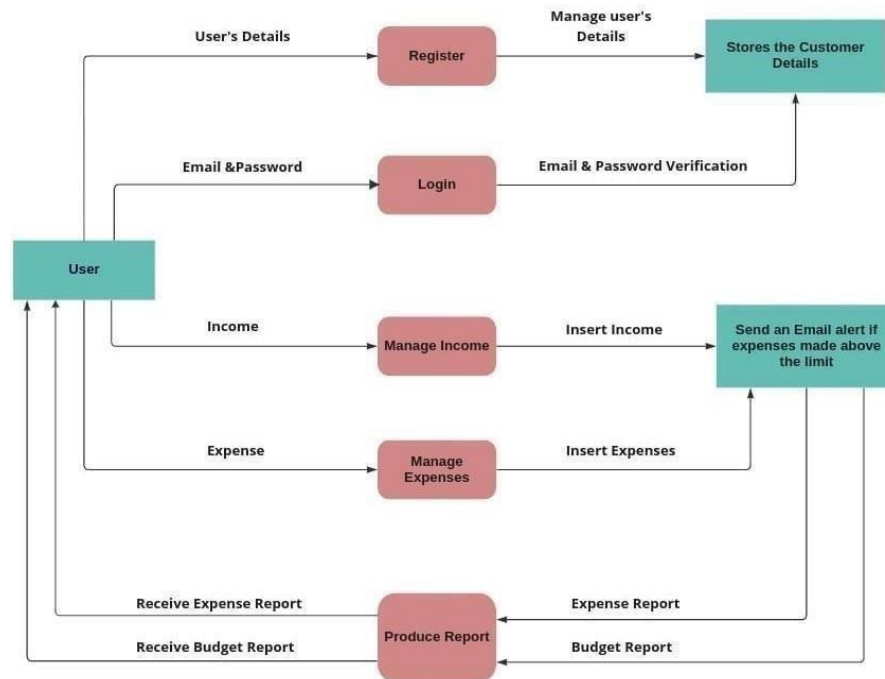 User's Details
Manage user's
Details
Register
Stores the Customer
Details
Email &Password
Login
Email & Password Verification
User
Income
Manage Income
Insert Income
Send an Email alert if
expenses made above
the limit
Expense
Manage
Expenses
Insert Expenses
Receive Expense Report
Expense Report
Produce Report
Receive Budget Report
Budget Report